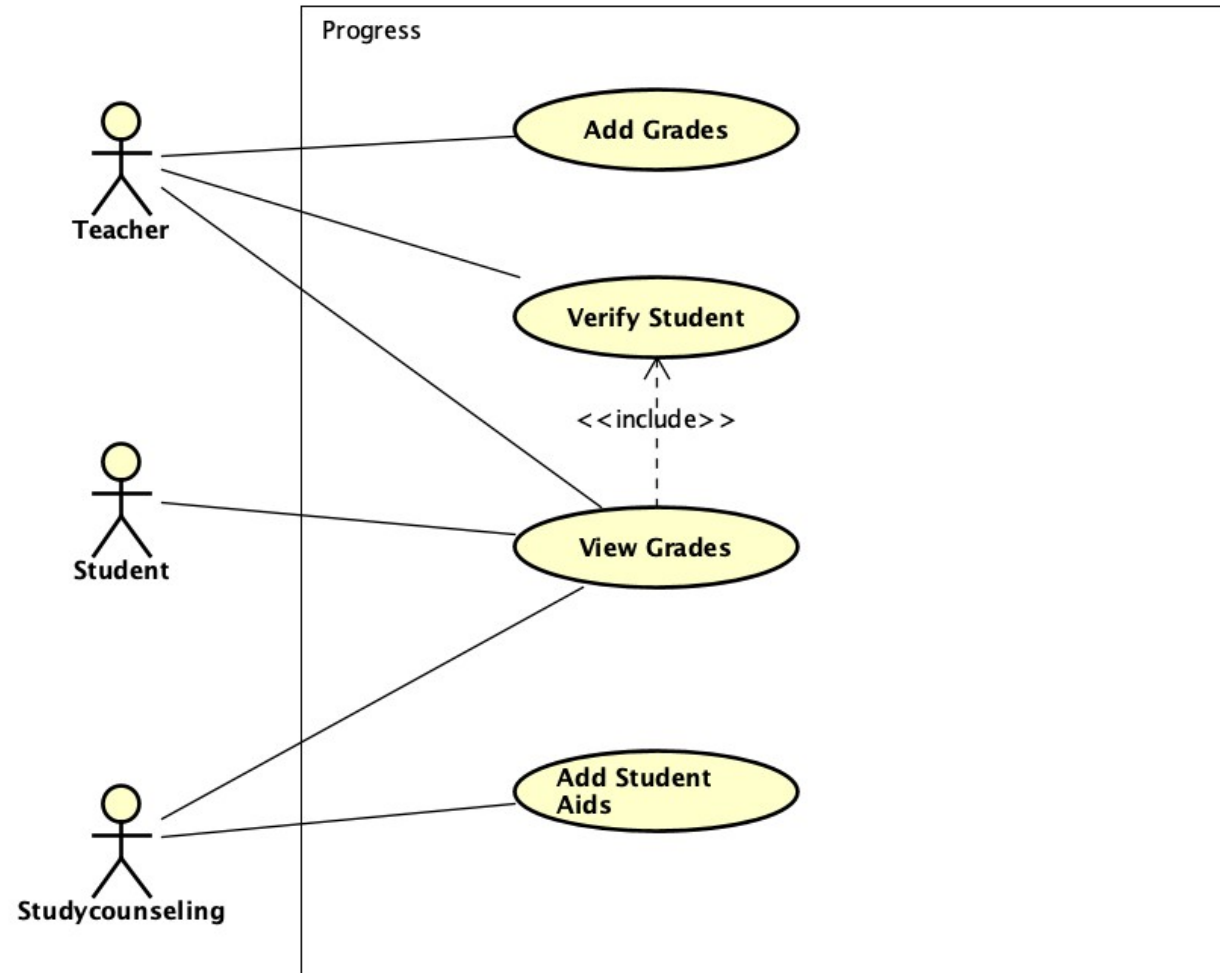 Progress
Add Grades
Teacher
Verify Student
<<include>>
Student
View Grades
Add Student
Aids
Studycounseling